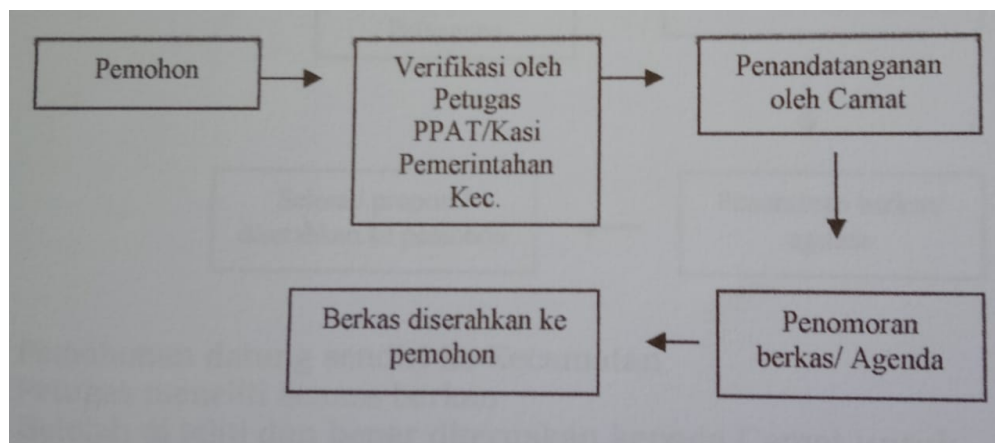 Pemohon
Verifikasi oleh
Petugas
PPAT/Kasi
Pemerintahan
Kec.
Penandatanganan
oleh Camat
Penomoran
berkas/ Agenda
Berkas diserahkan ke
pemohon